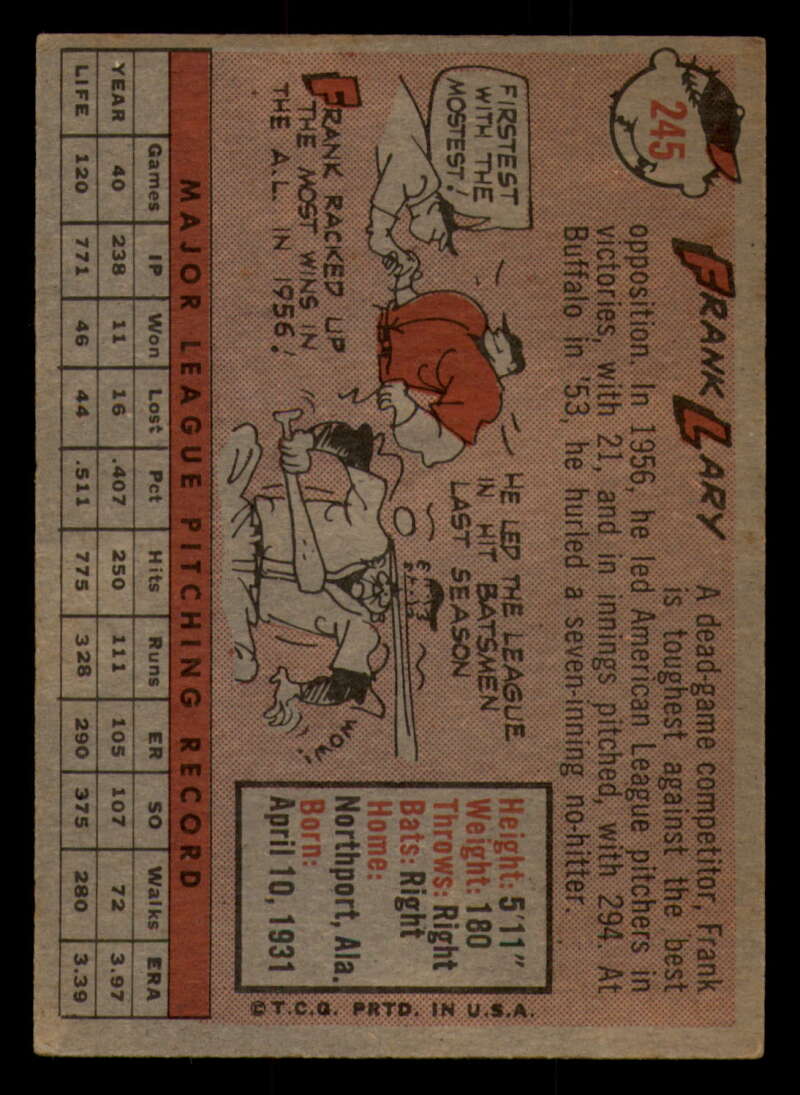 245
FRANK LARY
A dead-game competitor, Frank
is toughest against the best
opposition. In 1956, he led American League pitchers in
victories, with 21, and in innings pitched, with 294. At
Buffalo in '53, he hurled a seven-inning no-hitter.
FIRSTEST
WITH THE
MOSTEST!
FRANK RACKED UP
THE MOST WINS IN
THE A.L. IN 1956!
HE LED THE LEAGUE
IN HIT BATSMEN
LAST SEASON
WOE!
Height: 5'11"
Weight: 180
Throws: Right
Bats: Right
Home:
Northport, Ala.
Born:
April 10, 1931
© T.C.G. PRTD. IN U.S.A.
MAJOR LEAGUE PITCHING RECORD
Games IP Won Lost Pct Hits Runs ER SO Walks ERA
YEAR 40 238 11 16 .407 250 111 105 107 72 3.97
LIFE 120 771 46 44 .511 775 328 290 375 280 3.39